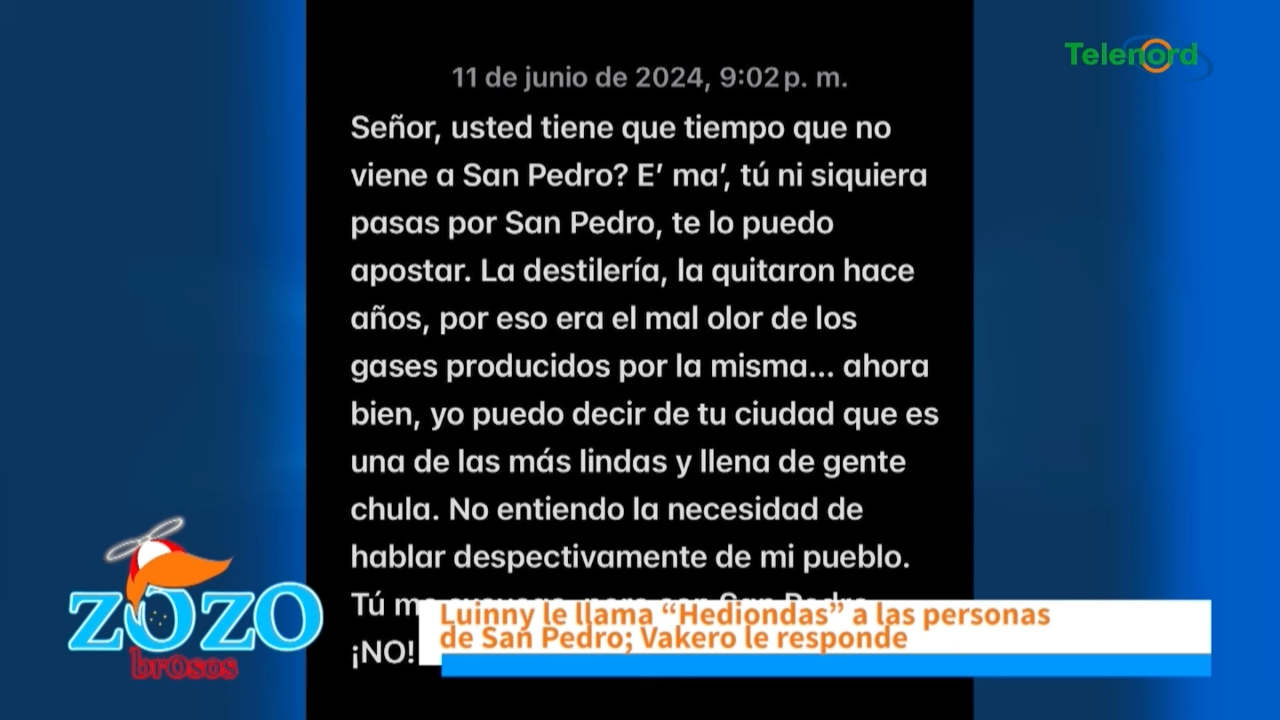 Telenord
11 de junio de 2024, 9:02 p. m.
Señor, usted tiene que tiempo que no
viene a San Pedro? E’ ma’, tú ni siquiera
pasas por San Pedro, te lo puedo
apostar. La destilería, la quitaron hace
años, por eso era el mal olor de los
gases producidos por la misma... ahora
bien, yo puedo decir de tu ciudad que es
una de las más lindas y llena de gente
chula. No entiendo la necesidad de
hablar despectivamente de mi pueblo.
Tú San Pedro
¡NO!
Luinny le llama “Hediondas” a las personas
de San Pedro; Vakero le responde
zozo
brosos